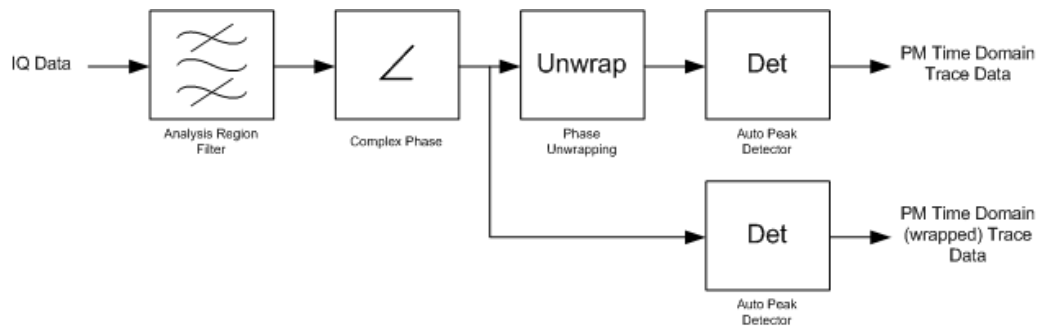 IQ Data
Analysis Region
Filter
Complex Phase
Unwrap
Phase
Unwrapping
Det
Auto Peak
Detector
PM Time Domain
Trace Data
Det
Auto Peak
Detector
PM Time Domain
(wrapped) Trace
Data